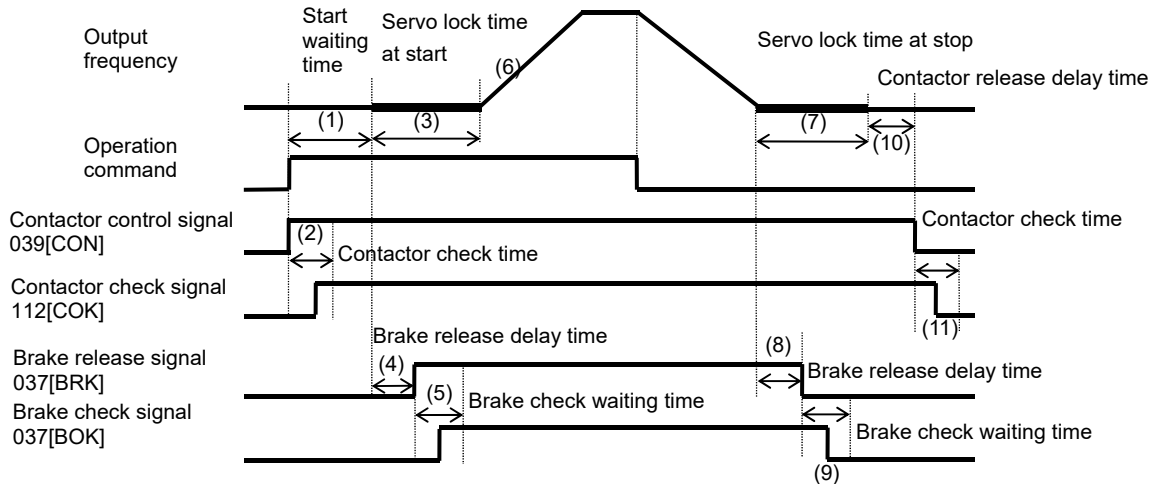 Output
frequency
Start
waiting
time
Servo lock time
at start
(6)
Servo lock time at stop
Contactor release delay time
(1)
(3)
(7)
(10)
Operation
command
Contactor control signal
039[CON]
(2)
Contactor check time
Contactor check time
Contactor check signal
112[COK]
(11)
Brake release delay time
Brake release signal
037[BRK]
(4)
(8)
Brake release delay time
Brake check signal
037[BOK]
(5)
Brake check waiting time
Brake check waiting time
(9)